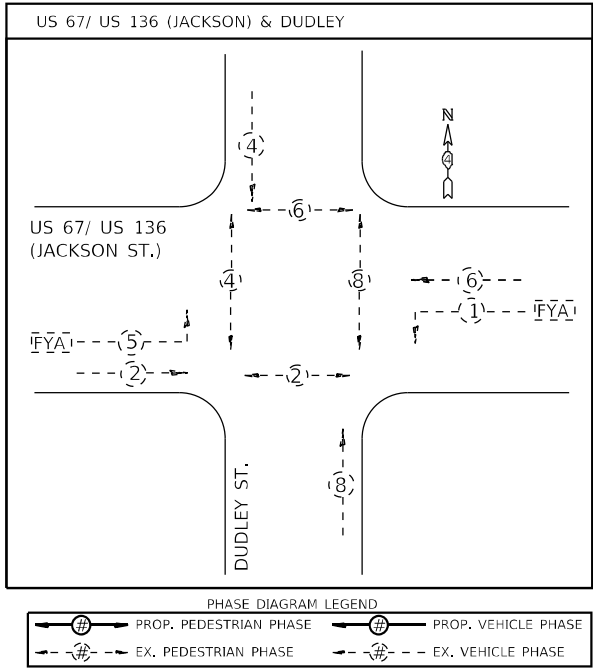 US 67/ US 136 (JACKSON) & DUDLEY
4
N
4
6
US 67/ US 136
(JACKSON ST.)
4
8
6
1
FYA
FYA
5
2
2
8
DUDLEY ST.
PHASE DIAGRAM LEGEND
# PROP. PEDESTRIAN PHASE
# PROP. VEHICLE PHASE
# EX. PEDESTRIAN PHASE
# EX. VEHICLE PHASE